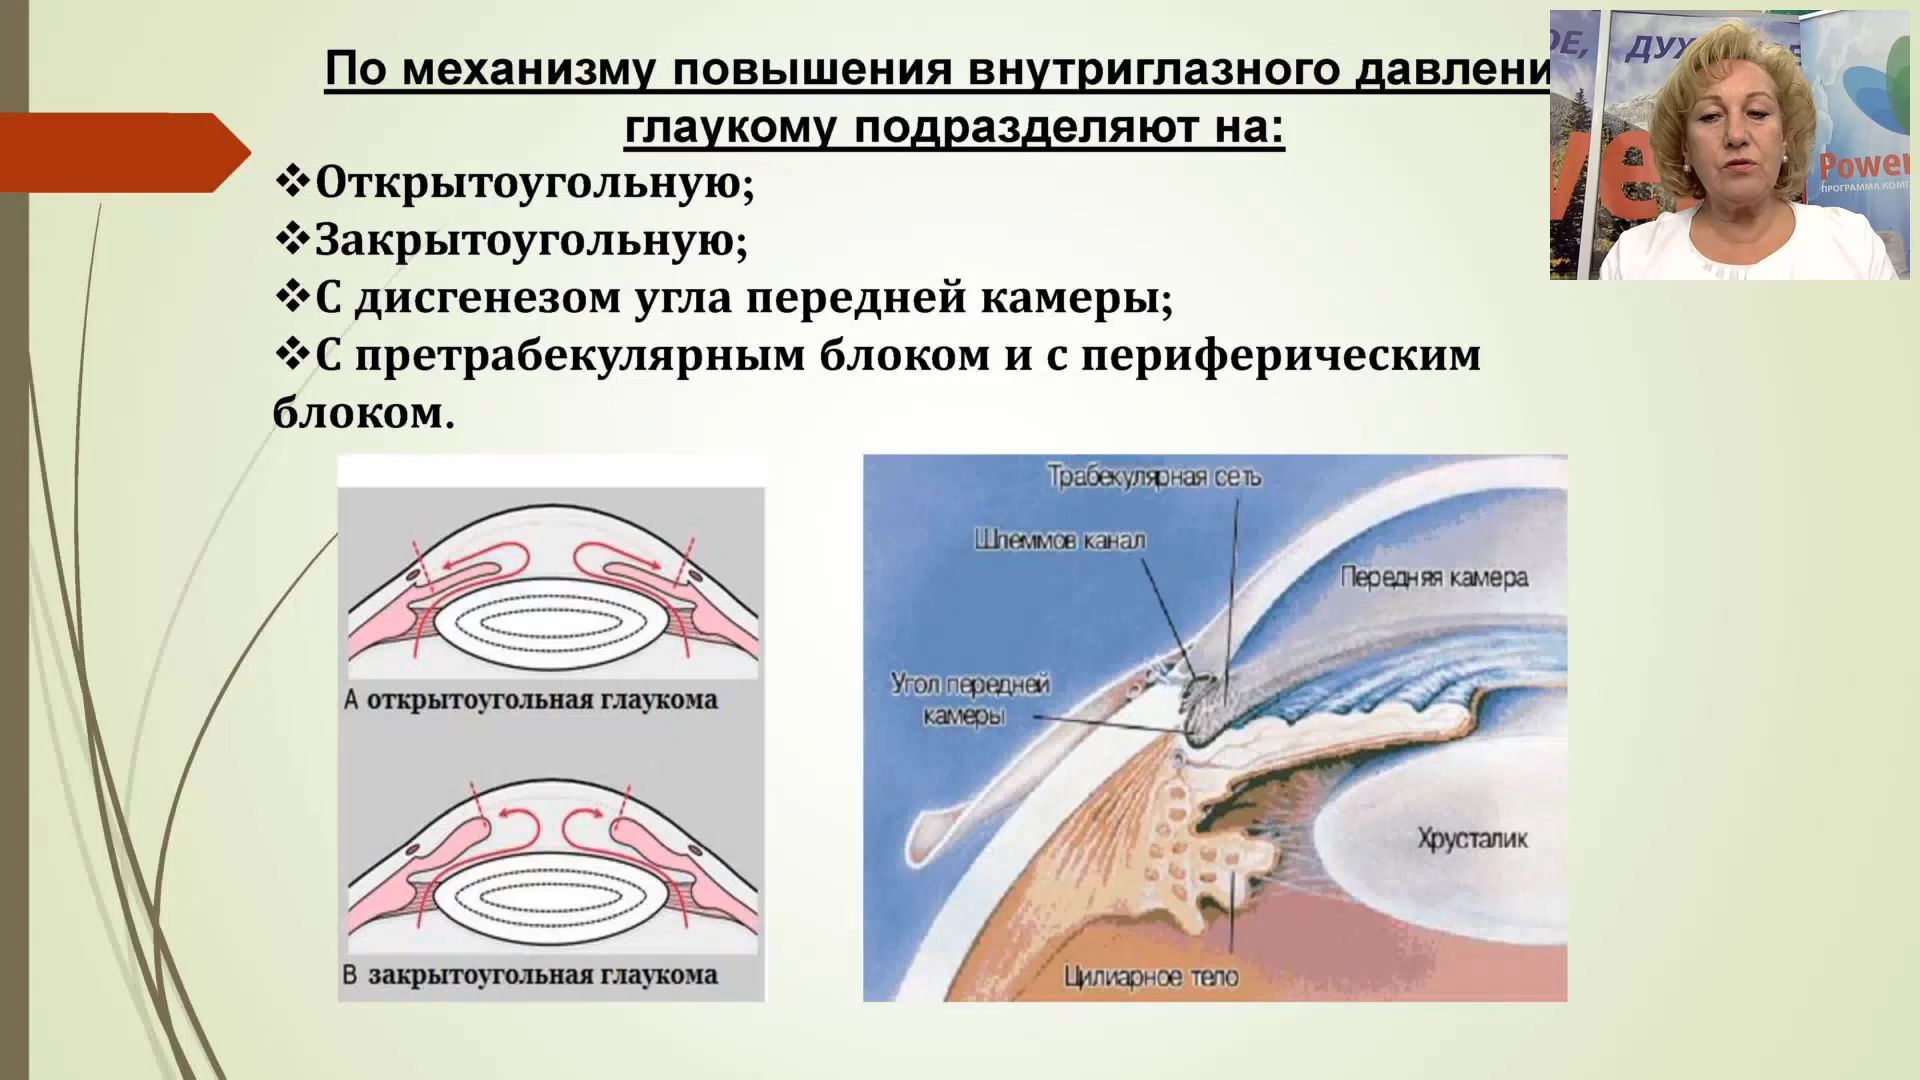 По механизму повышения внутриглазного давлени
глаукому подразделяют на:
❖Открытоугольную;
❖Закрытоугольную;
❖С дисгенезом угла передней камеры;
❖С претрабекулярным блоком и с периферическим
блоком.
А открытоугольная глаукома
В закрытоугольная глаукома
Трабекулярная сеть
Шлеммов канал
Передняя камера
Угол передней
камеры
Хрусталик
Цилиарное тело
Power